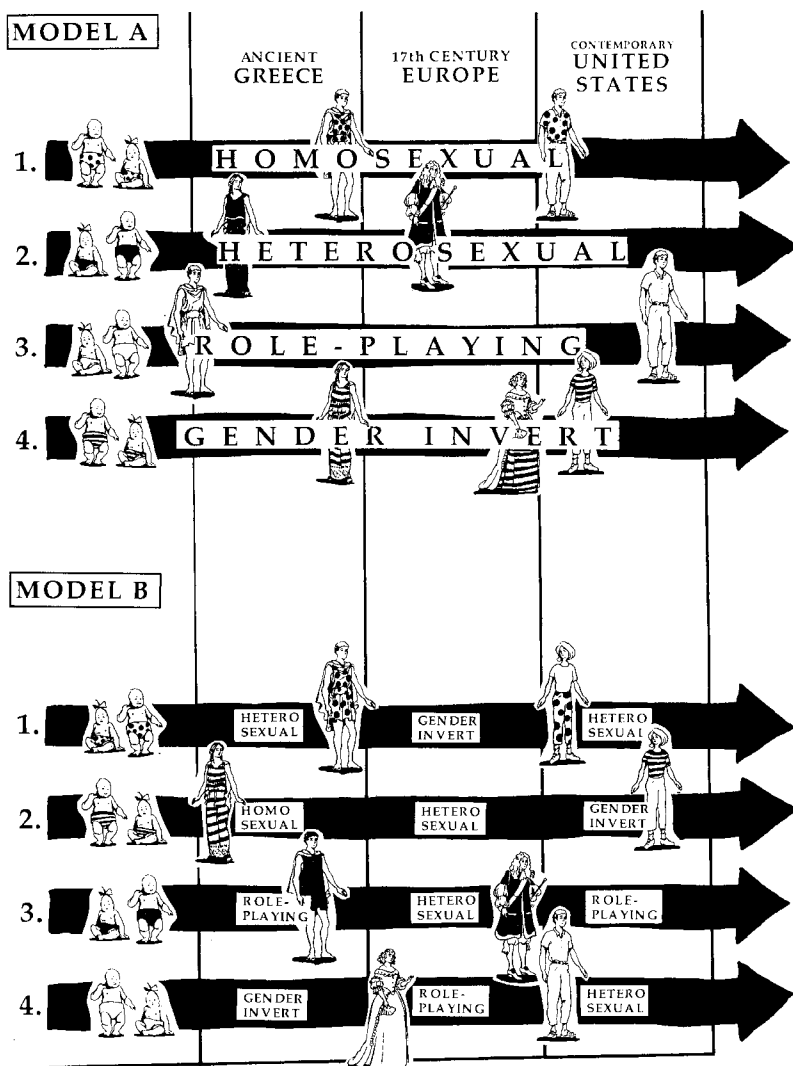 MODEL A
ANCIENT
GREECE
17th CENTURY
EUROPE
CONTEMPORARY
UNITED
STATES
1. HOMOSEXUAL
2. HETEROSEXUAL
3. ROLE-PLAYING
4. GENDER INVERT
MODEL B
1. HETERO
SEXUAL
GENDER
INVERT
HETERO
SEXUAL
2. HOMO
SEXUAL
HETERO
SEXUAL
GENDER
INVERT
3. ROLE-
PLAYING
HETERO
SEXUAL
ROLE-
PLAYING
4. GENDER
INVERT
ROLE-
PLAYING
HETERO
SEXUAL